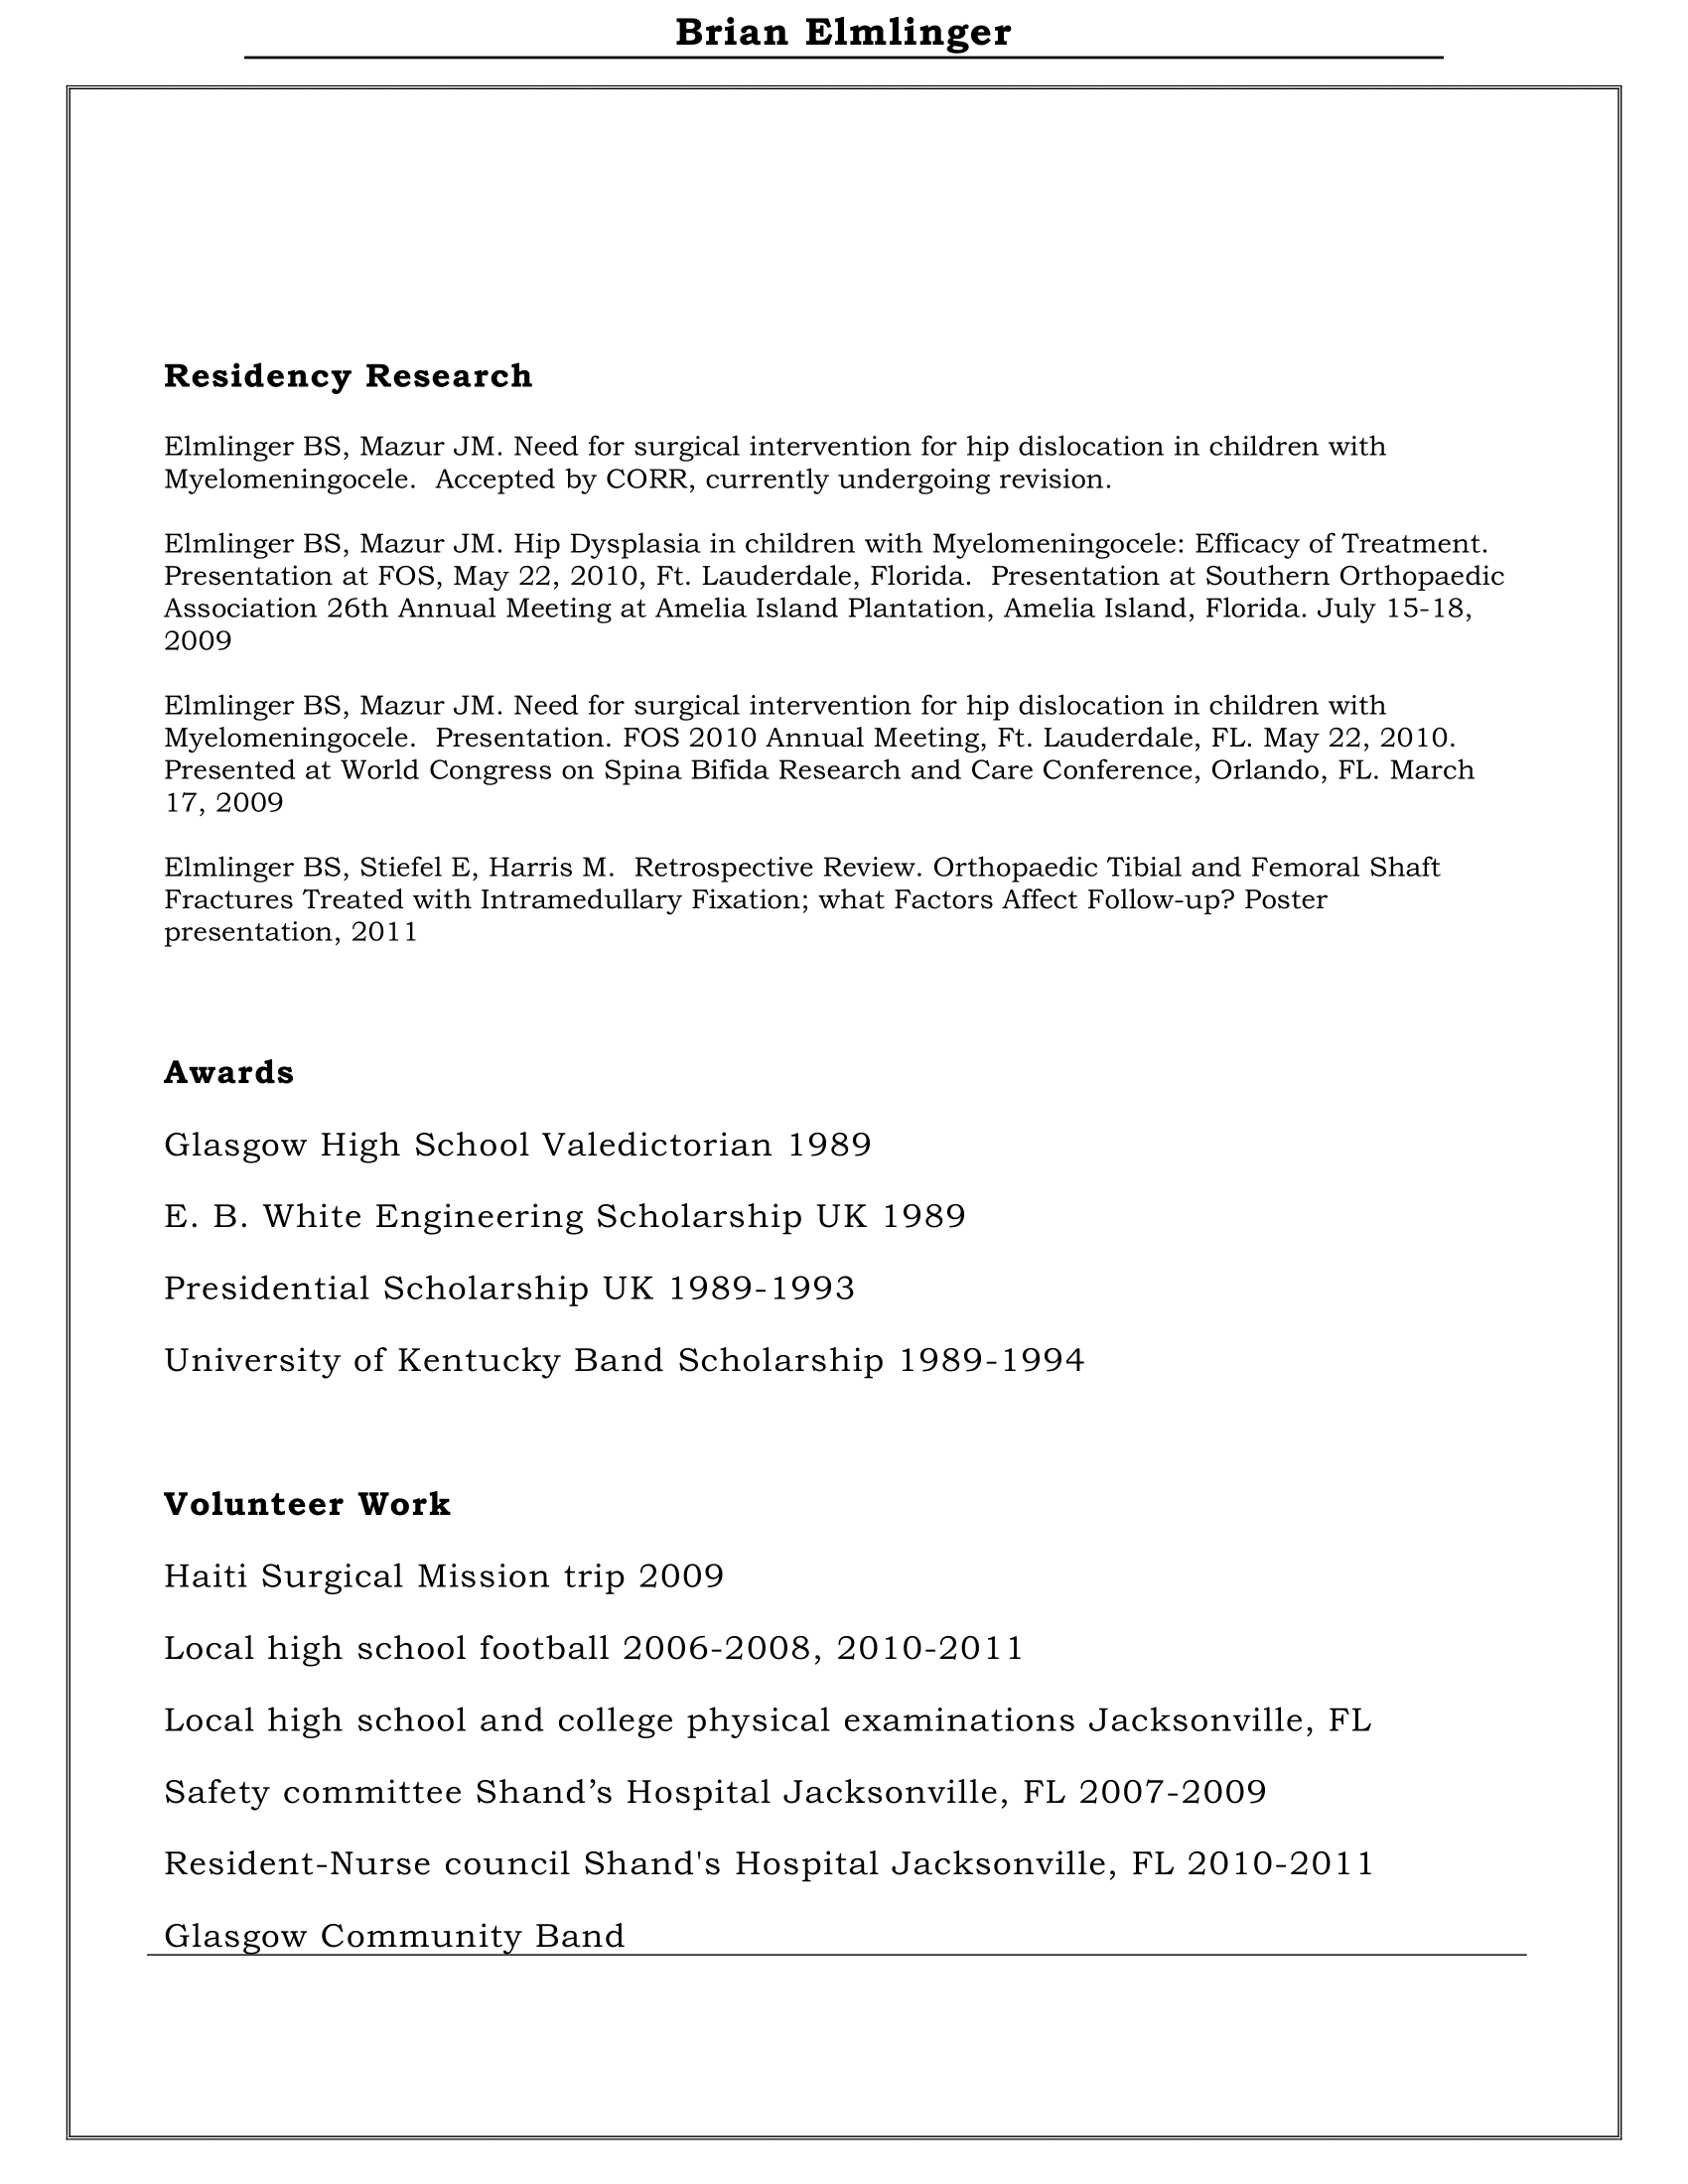 Brian Elmlinger
Residency Research
Elmlinger BS, Mazur JM. Need for surgical intervention for hip dislocation in children with
Myelomeningocele.  Accepted by CORR, currently undergoing revision.
Elmlinger BS, Mazur JM. Hip Dysplasia in children with Myelomeningocele: Efficacy of Treatment.
Presentation at FOS, May 22, 2010, Ft. Lauderdale, Florida.  Presentation at Southern Orthopaedic
Association 26th Annual Meeting at Amelia Island Plantation, Amelia Island, Florida. July 15-18,
2009
Elmlinger BS, Mazur JM. Need for surgical intervention for hip dislocation in children with
Myelomeningocele.  Presentation. FOS 2010 Annual Meeting, Ft. Lauderdale, FL. May 22, 2010.
Presented at World Congress on Spina Bifida Research and Care Conference, Orlando, FL. March
17, 2009
Elmlinger BS, Stiefel E, Harris M.  Retrospective Review. Orthopaedic Tibial and Femoral Shaft
Fractures Treated with Intramedullary Fixation; what Factors Affect Follow-up? Poster
presentation, 2011
Awards
Glasgow High School Valedictorian 1989
E. B. White Engineering Scholarship UK 1989
Presidential Scholarship UK 1989-1993
University of Kentucky Band Scholarship 1989-1994
Volunteer Work
Haiti Surgical Mission trip 2009
Local high school football 2006-2008, 2010-2011
Local high school and college physical examinations Jacksonville, FL
Safety committee Shand’s Hospital Jacksonville, FL 2007-2009
Resident-Nurse council Shand's Hospital Jacksonville, FL 2010-2011
Glasgow Community Band